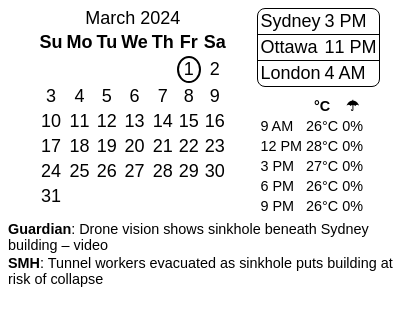 March 2024
Su Mo Tu We Th Fr Sa
1 2
3 4 5 6 7 8 9
10 11 12 13 14 15 16
17 18 19 20 21 22 23
24 25 26 27 28 29 30
31
Sydney 3 PM
Ottawa 11 PM
London 4 AM
°C ☂
9 AM 26°C 0%
12 PM 28°C 0%
3 PM 27°C 0%
6 PM 26°C 0%
9 PM 26°C 0%
Guardian: Drone vision shows sinkhole beneath Sydney
building – video
SMH: Tunnel workers evacuated as sinkhole puts building at
risk of collapse